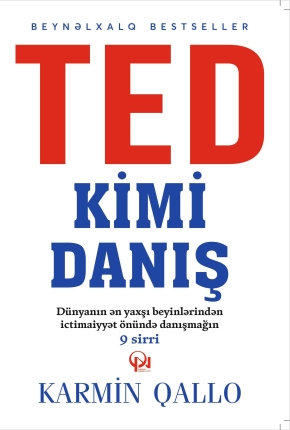 BEYNƏLXALQ BESTSELLER
TED
KİMİ
DANIŞ
Dünyanın ən yaxşı beyinlərindən
ictimaiyyət önündə danışmağın
9 sirri
KARMİN QALLO